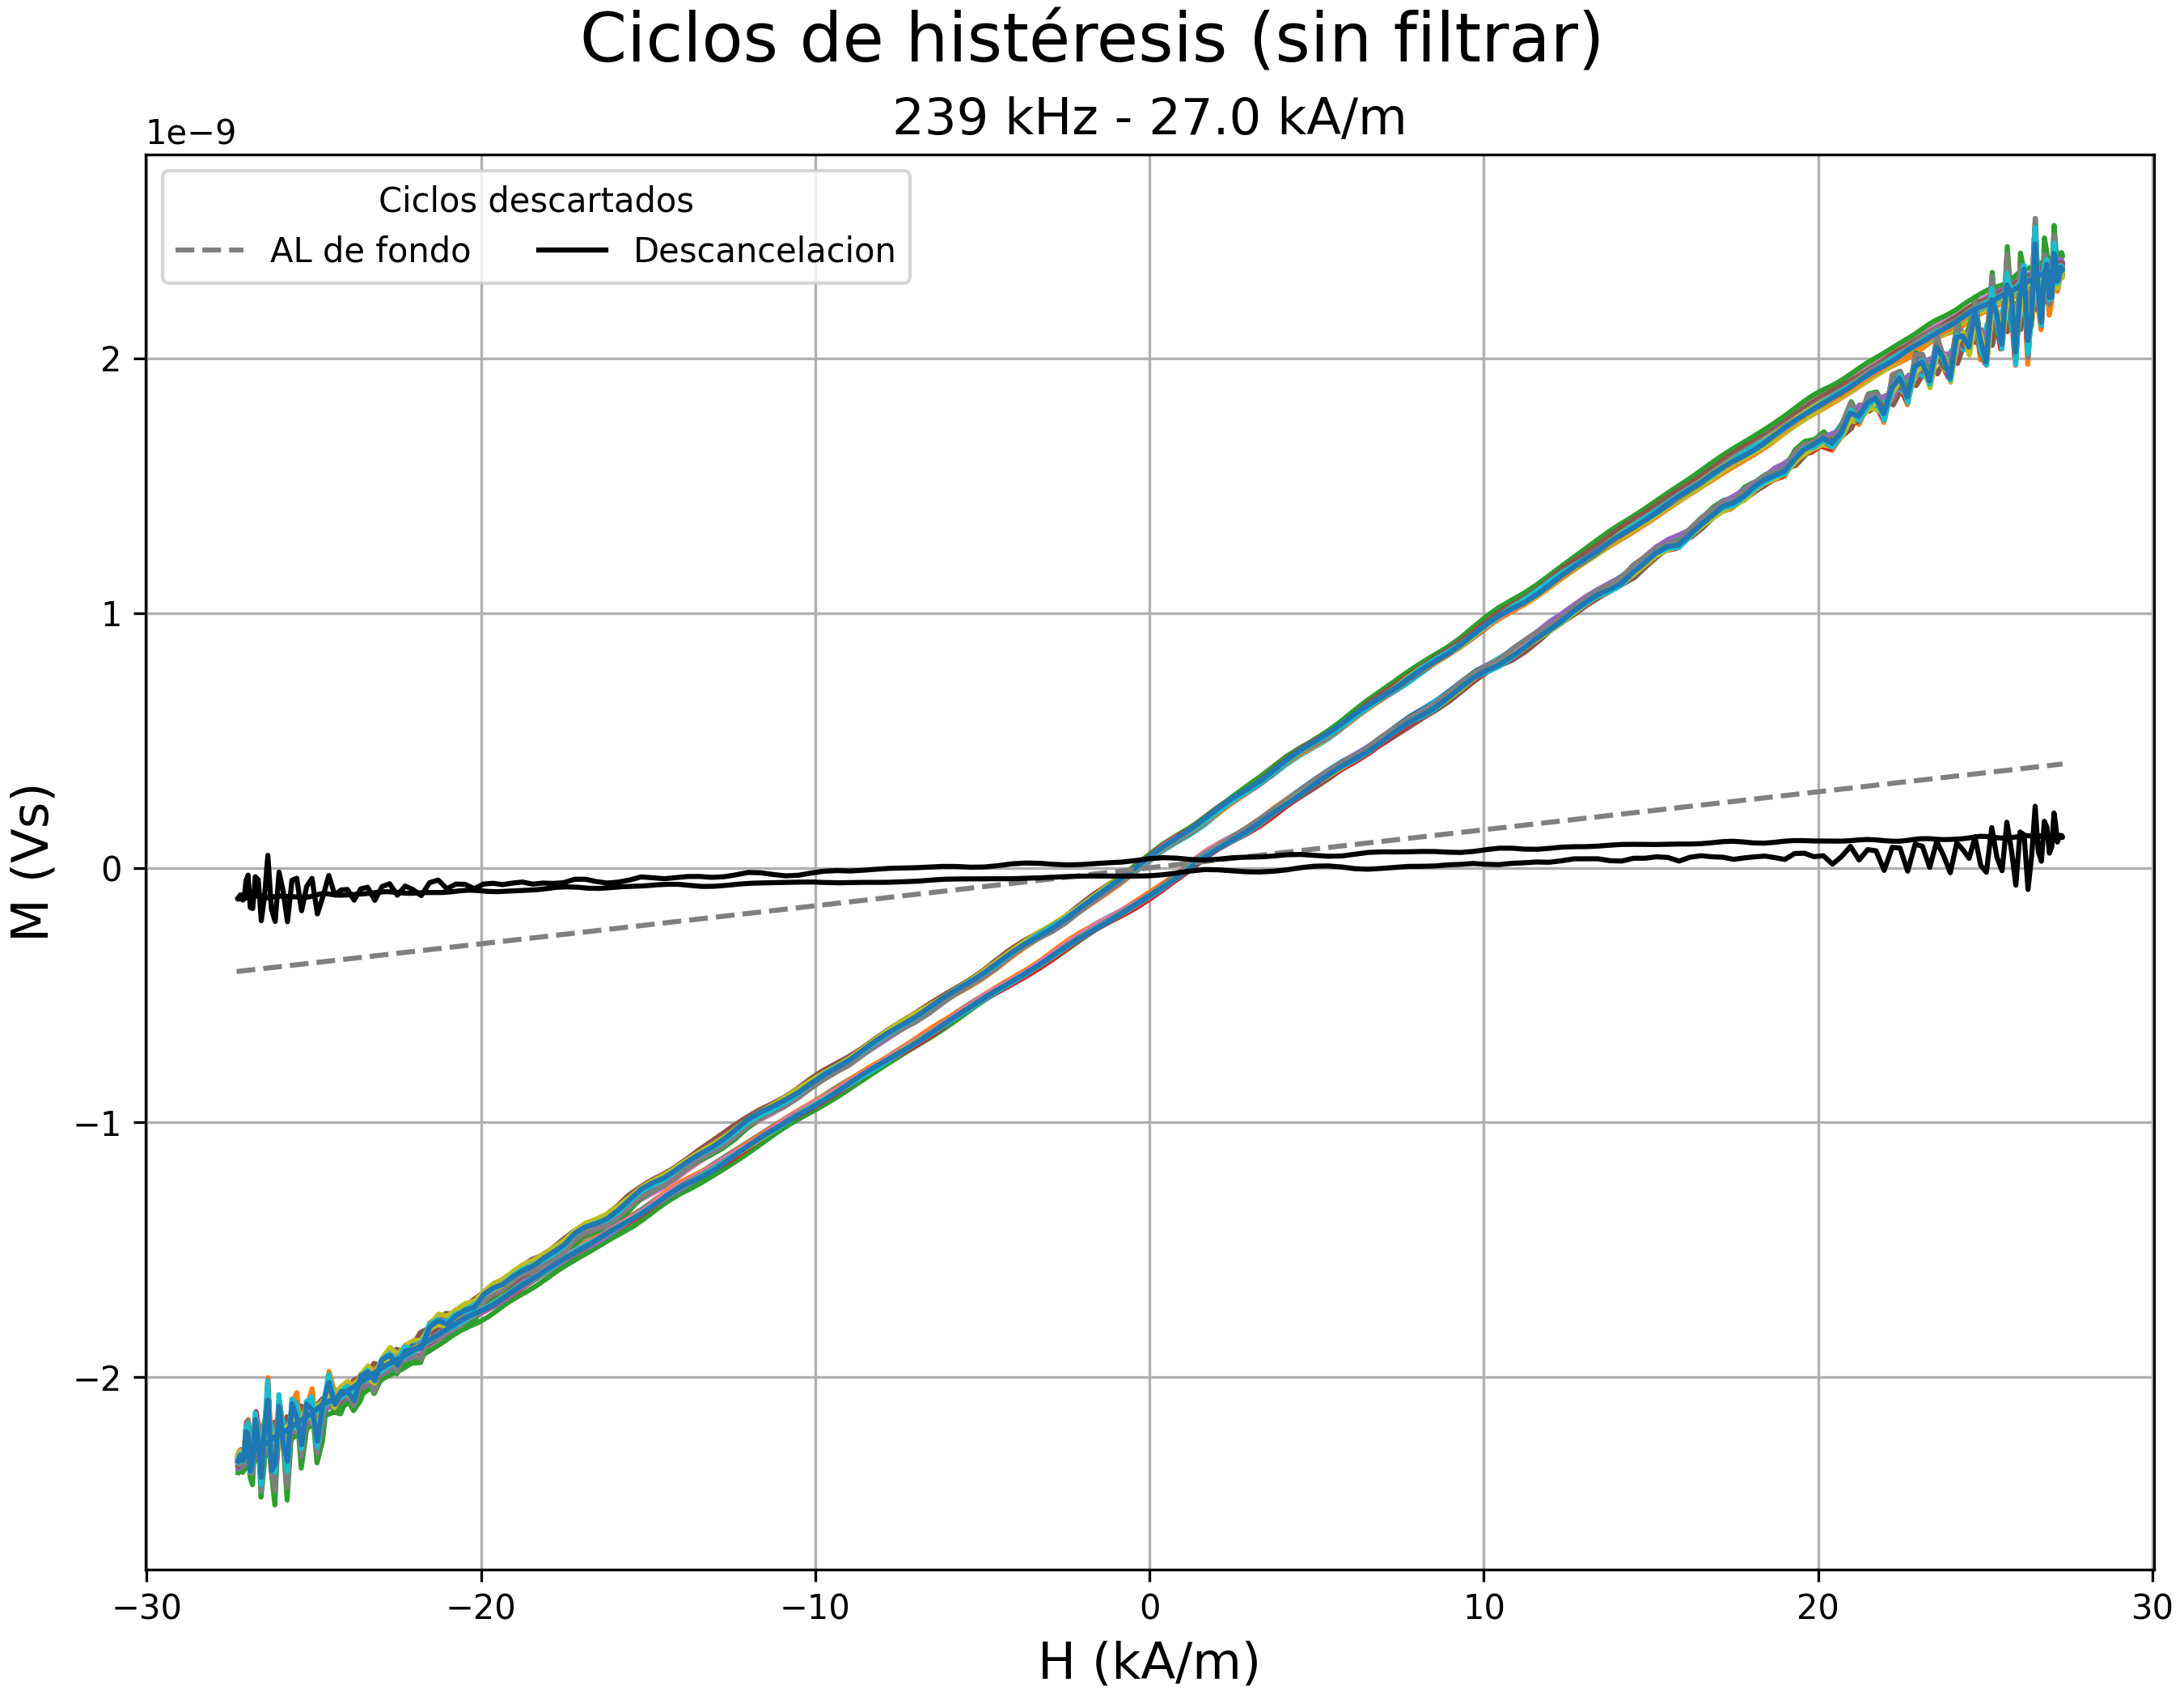 Ciclos de histéresis (sin filtrar)
239 kHz - 27.0 kA/m
1e−9
Ciclos descartados
AL de fondo
Descancelacion
2
1
0
−1
−2
M (Vs)
−30
−20
−10
0
10
20
30
H (kA/m)